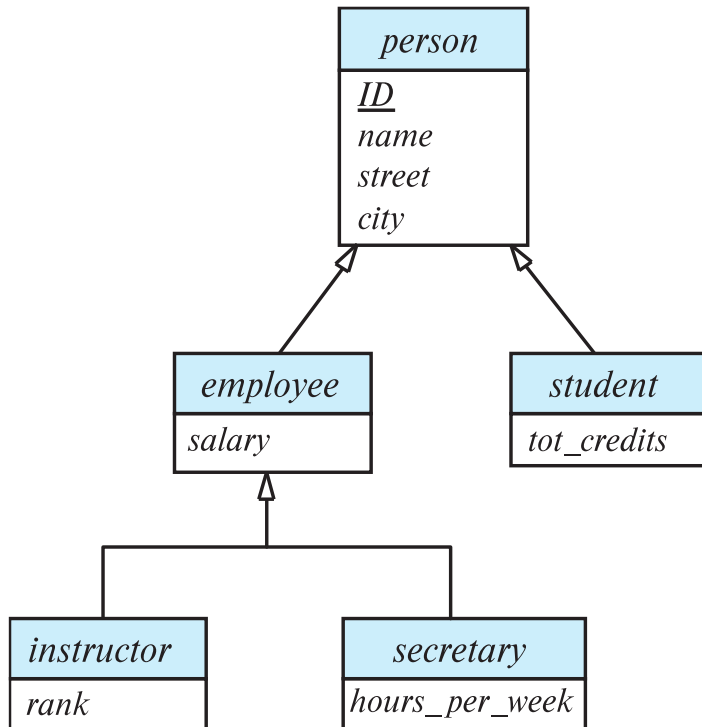 person
ID
name
street
city
employee
salary
student
tot_credits
instructor
rank
secretary
hours_per_week